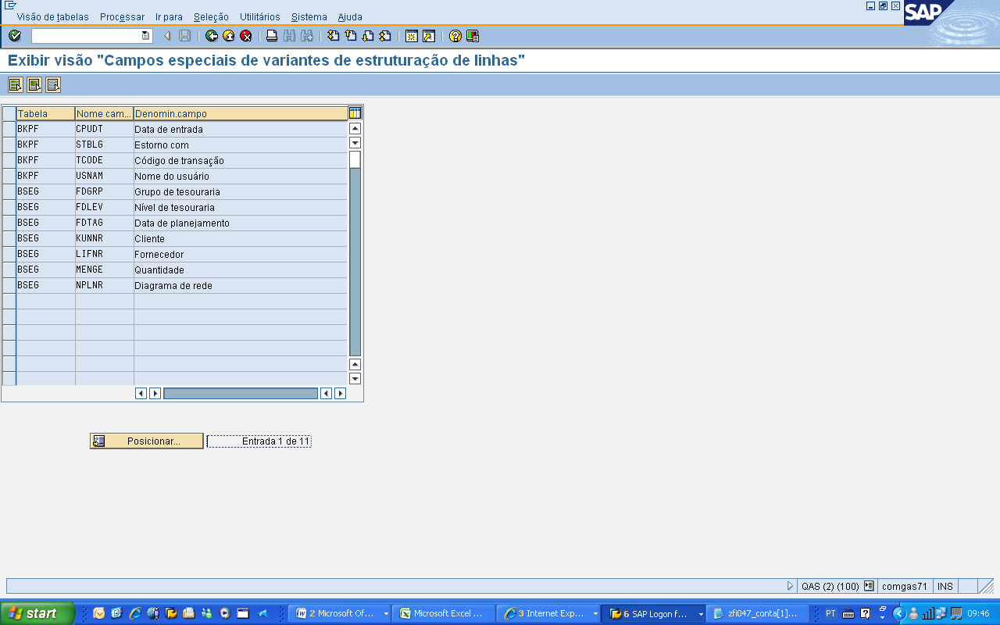 Visão de tabelas Processar Ir para Seleção Utilitários Sistema Ajuda
SAP
Exibir visão "Campos especiais de variantes de estruturação de linhas"
Tabela Nome cam... Denomin.campo
BKPF CPUDT Data de entrada
BKPF STBLG Estorno com
BKPF TCODE Código de transação
BKPF USNAM Nome do usuário
BSEG FDGRP Grupo de tesouraria
BSEG FDLEV Nível de tesouraria
BSEG FDTAG Data de planejamento
BSEG KUNNR Cliente
BSEG LIFNR Fornecedor
BSEG MENGE Quantidade
BSEG NPLNR Diagrama de rede
Posicionar... Entrada 1 de 11
QAS (2) (100) comgas71 INS
start 2 Microsoft Of... Microsoft Excel ... 3 Internet Exp... 6 SAP Logon f... zfi047_conta[1]... PT 09:46